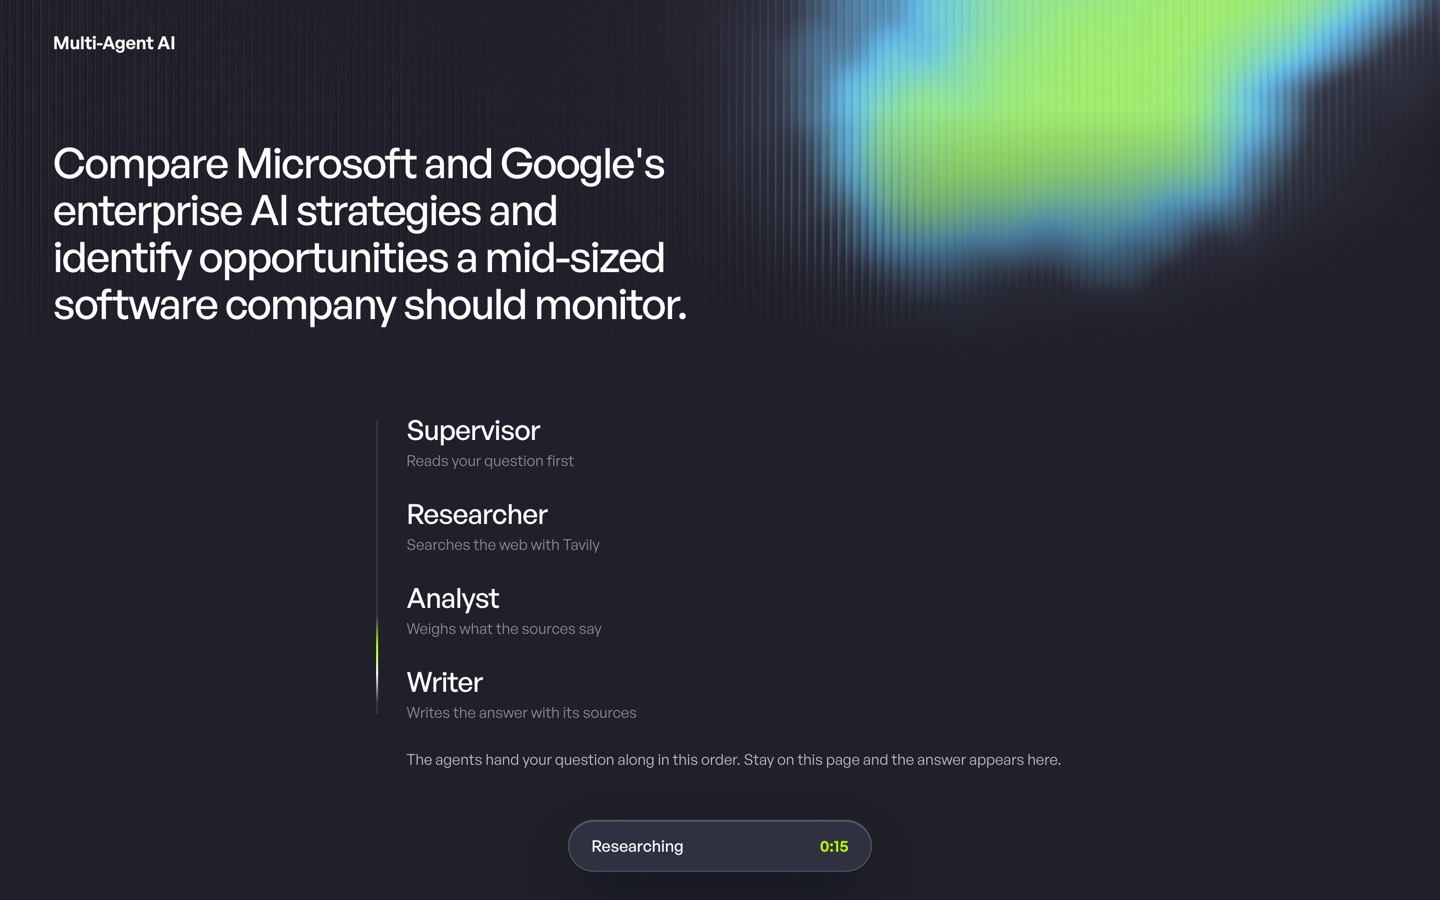 Multi-Agent AI
Compare Microsoft and Google's
enterprise AI strategies and
identify opportunities a mid-sized
software company should monitor.
Supervisor
Reads your question first
Researcher
Searches the web with Tavily
Analyst
Weighs what the sources say
Writer
Writes the answer with its sources
The agents hand your question along in this order. Stay on this page and the answer appears here.
Researching 0:15